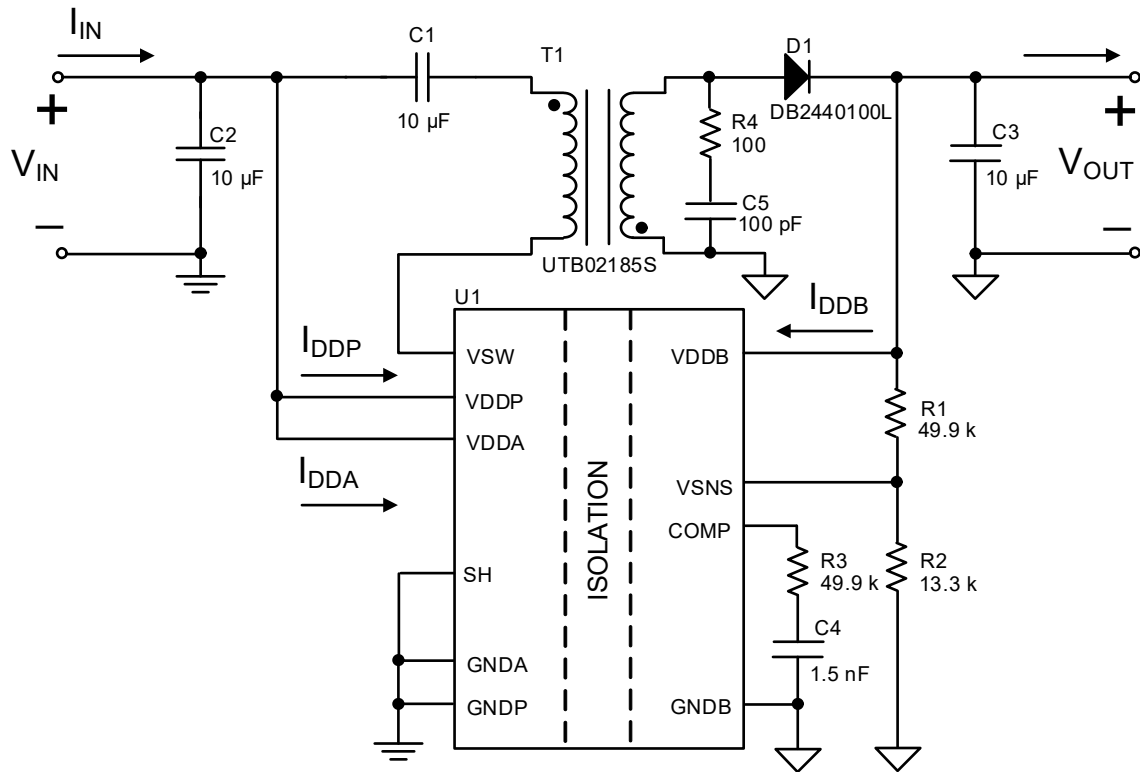 I_IN
C1
10 µF
T1
D1
DB2440100L
+
V_IN
–
C2
10 µF
R4
100
C5
100 pF
C3
10 µF
+
V_OUT
–
UTB02185S
U1
I_DDP
I_DDA
I_DDB
VSW
VDDP
VDDA
SH
GNDA
GNDP
ISOLATION
VDDB
VSNS
COMP
GNDB
R1
49.9 k
R3
49.9 k
R2
13.3 k
C4
1.5 nF